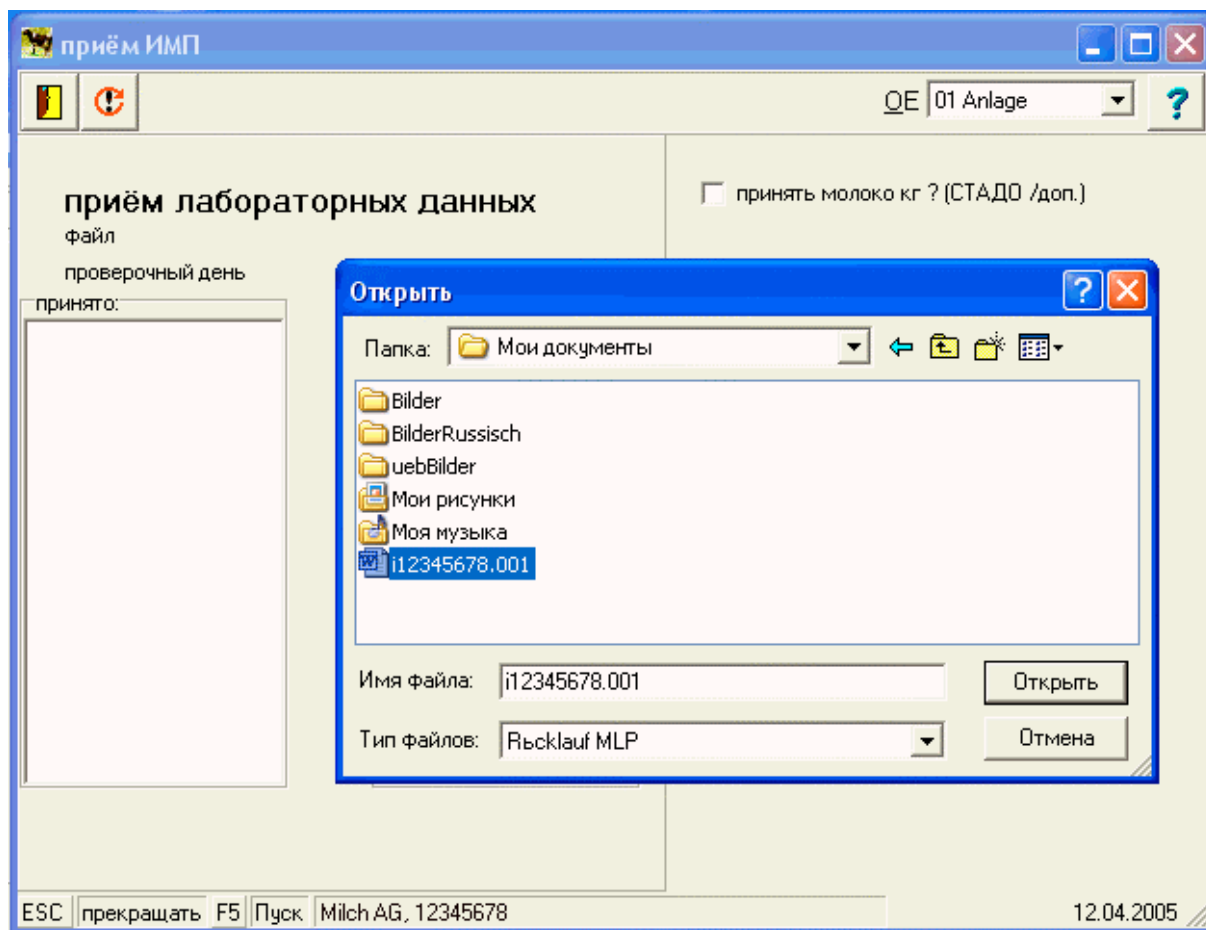 приём ИМП
OE 01 Anlage ?
приём лабораторных данных
принять молоко кг ? (СТАДО /доп.)
файл
проверочный день
принято:
Открыть
Папка: Мои документы
Bilder
BilderRussisch
uebBilder
Мои рисунки
Моя музыка
i12345678.001
Имя файла: i12345678.001 Открыть
Тип файлов: Rьcklauf MLP Отмена
ESC прекращать F5 Пуск Milch AG, 12345678 12.04.2005